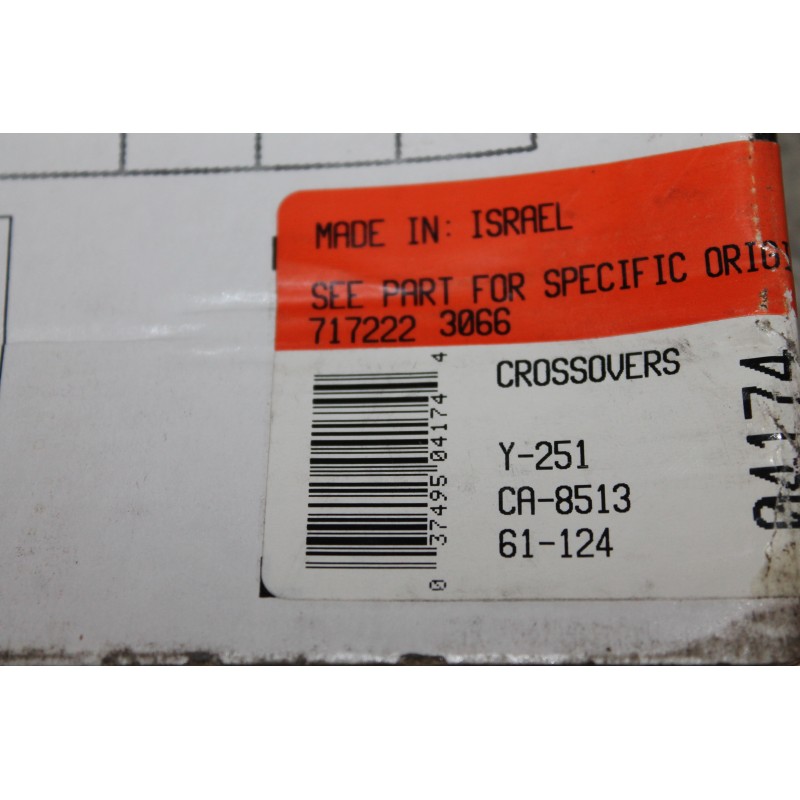 MADE IN: ISRAEL
SEE PART FOR SPECIFIC
717222 3066
CROSSOVERS
Y-251
CA-8513
61-124
0 37495 04174 4
04174